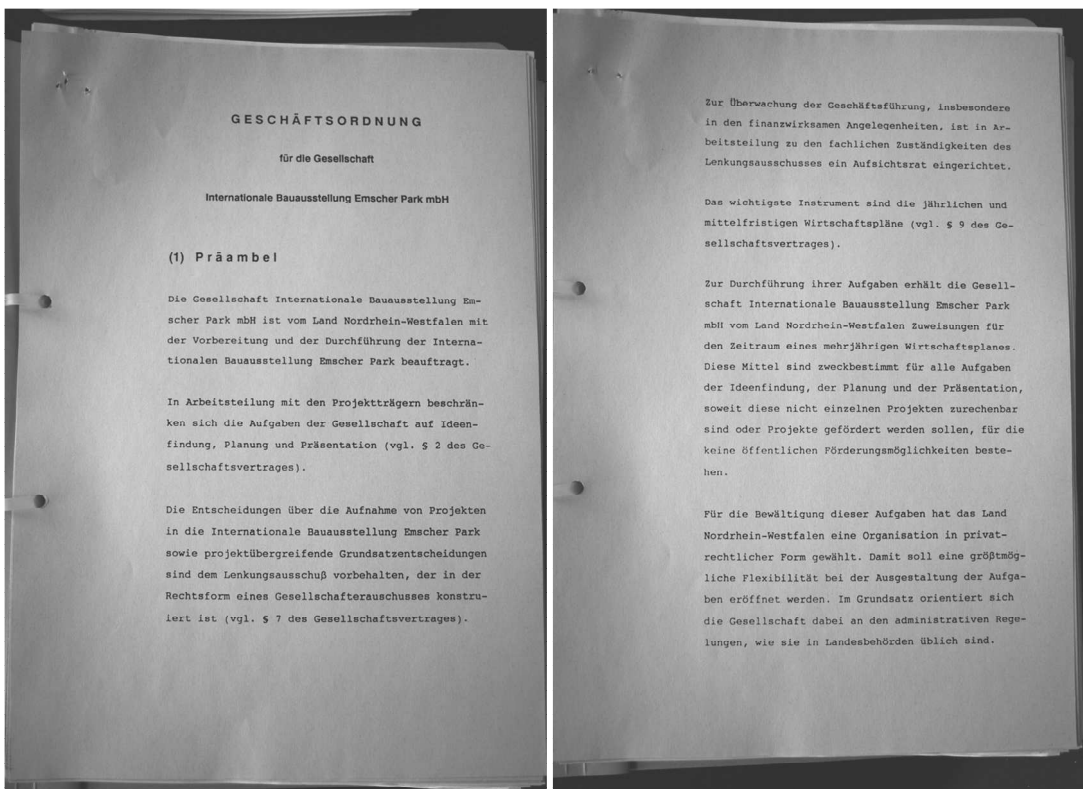 GESCHÄFTSORDNUNG
für die Gesellschaft
Internationale Bauausstellung Emscher Park mbH
(1) Präambel
Die Gesellschaft Internationale Bauausstellung Em-
scher Park mbH ist vom Land Nordrhein-Westfalen mit
der Vorbereitung und der Durchführung der Interna-
tionalen Bauausstellung Emscher Park beauftragt.
In Arbeitsteilung mit den Projektträgern beschrän-
ken sich die Aufgaben der Gesellschaft auf Ideen-
findung, Planung und Präsentation (vgl. § 2 des Ge-
sellschaftsvertrages).
Die Entscheidungen über die Aufnahme von Projekten
in die Internationale Bauausstellung Emscher Park
sowie projektübergreifende Grundsatzentscheidungen
sind dem Lenkungsausschuß vorbehalten, der in der
Rechtsform eines Gesellschafterauschusses konstru-
iert ist (vgl. § 7 des Gesellschaftsvertrages).
Zur Überwachung der Geschäftsführung, insbesondere
in den finanzwirksamen Angelegenheiten, ist in Ar-
beitsteilung zu den fachlichen Zuständigkeiten des
Lenkungsausschusses ein Aufsichtsrat eingerichtet.
Das wichtigste Instrument sind die jährlichen und
mittelfristigen Wirtschaftspläne (vgl. § 9 des Ge-
sellschaftsvertrages).
Zur Durchführung ihrer Aufgaben erhält die Gesell-
schaft Internationale Bauausstellung Emscher Park
mbH vom Land Nordrhein-Westfalen Zuweisungen für
den Zeitraum eines mehrjährigen Wirtschaftsplanes.
Diese Mittel sind zweckbestimmt für alle Aufgaben
der Ideenfindung, der Planung und der Präsentation,
soweit diese nicht einzelnen Projekten zurechenbar
sind oder Projekte gefördert werden sollen, für die
keine öffentlichen Förderungsmöglichkeiten beste-
hen.
Für die Bewältigung dieser Aufgaben hat das Land
Nordrhein-Westfalen eine Organisation in privat-
rechtlicher Form gewählt. Damit soll eine größtmög-
liche Flexibilität bei der Ausgestaltung der Aufga-
ben eröffnet werden. Im Grundsatz orientiert sich
die Gesellschaft dabei an den administrativen Rege-
lungen, wie sie in Landesbehörden üblich sind.